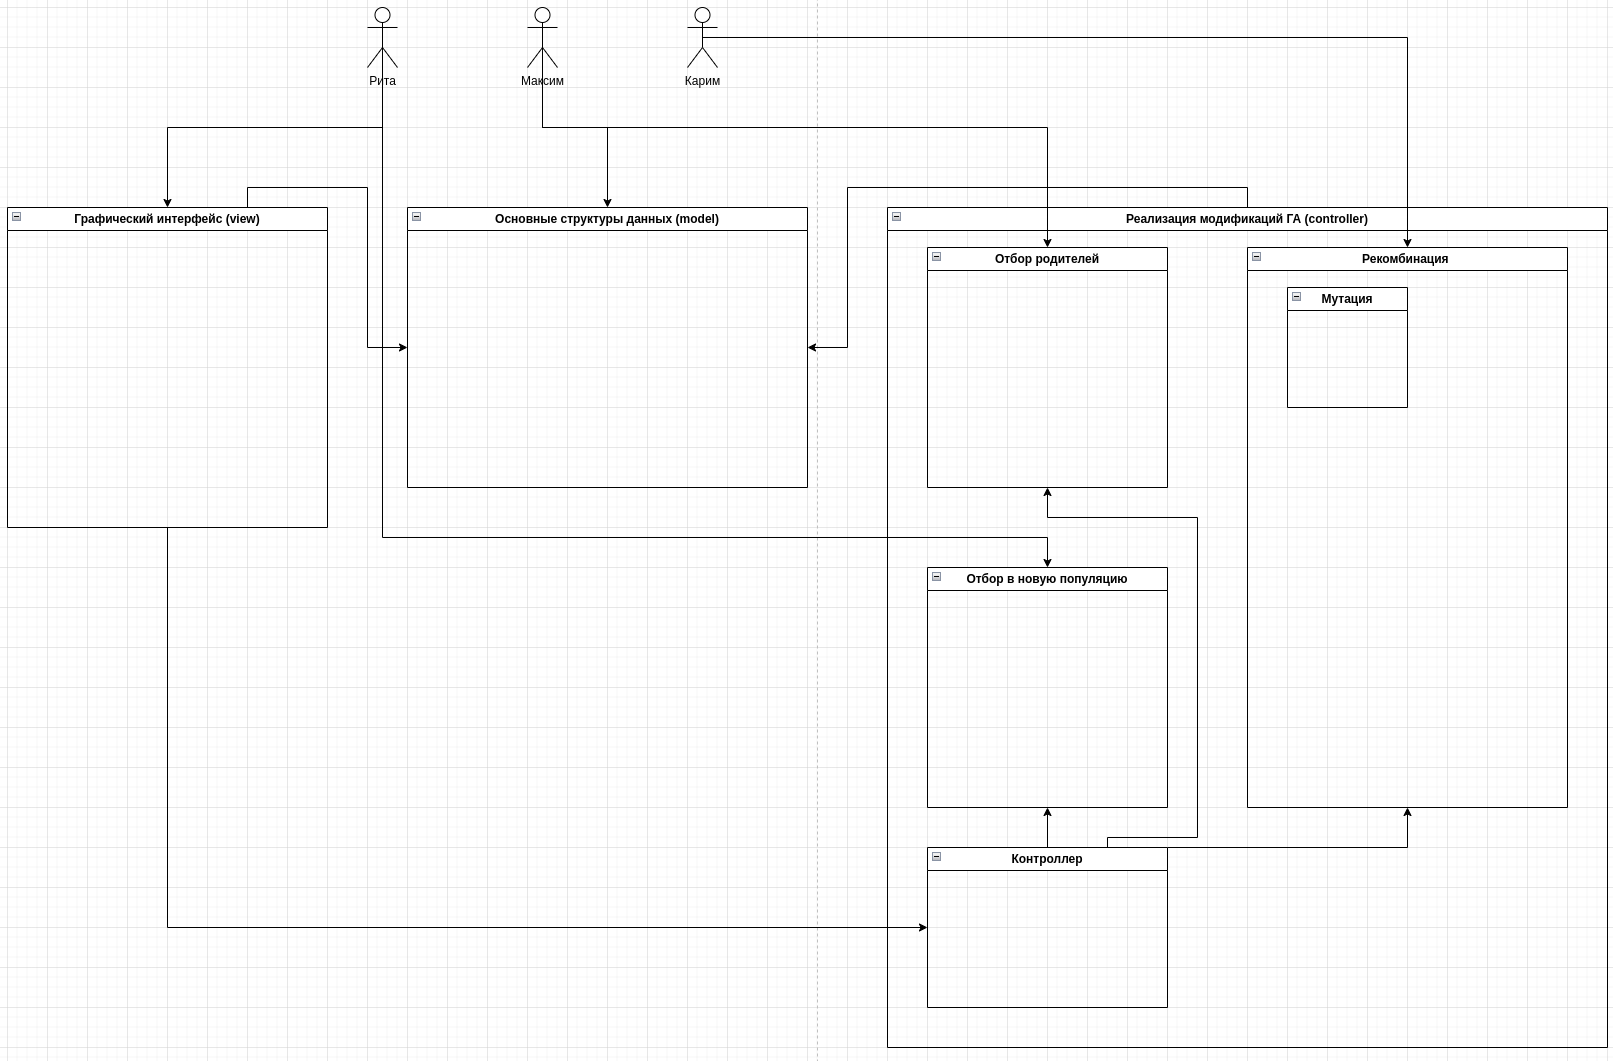 Рита
Максим
Карим
Графический интерфейс (view)
Основные структуры данных (model)
Реализация модификаций ГА (controller)
Отбор родителей
Рекомбинация
Мутация
Отбор в новую популяцию
Контроллер